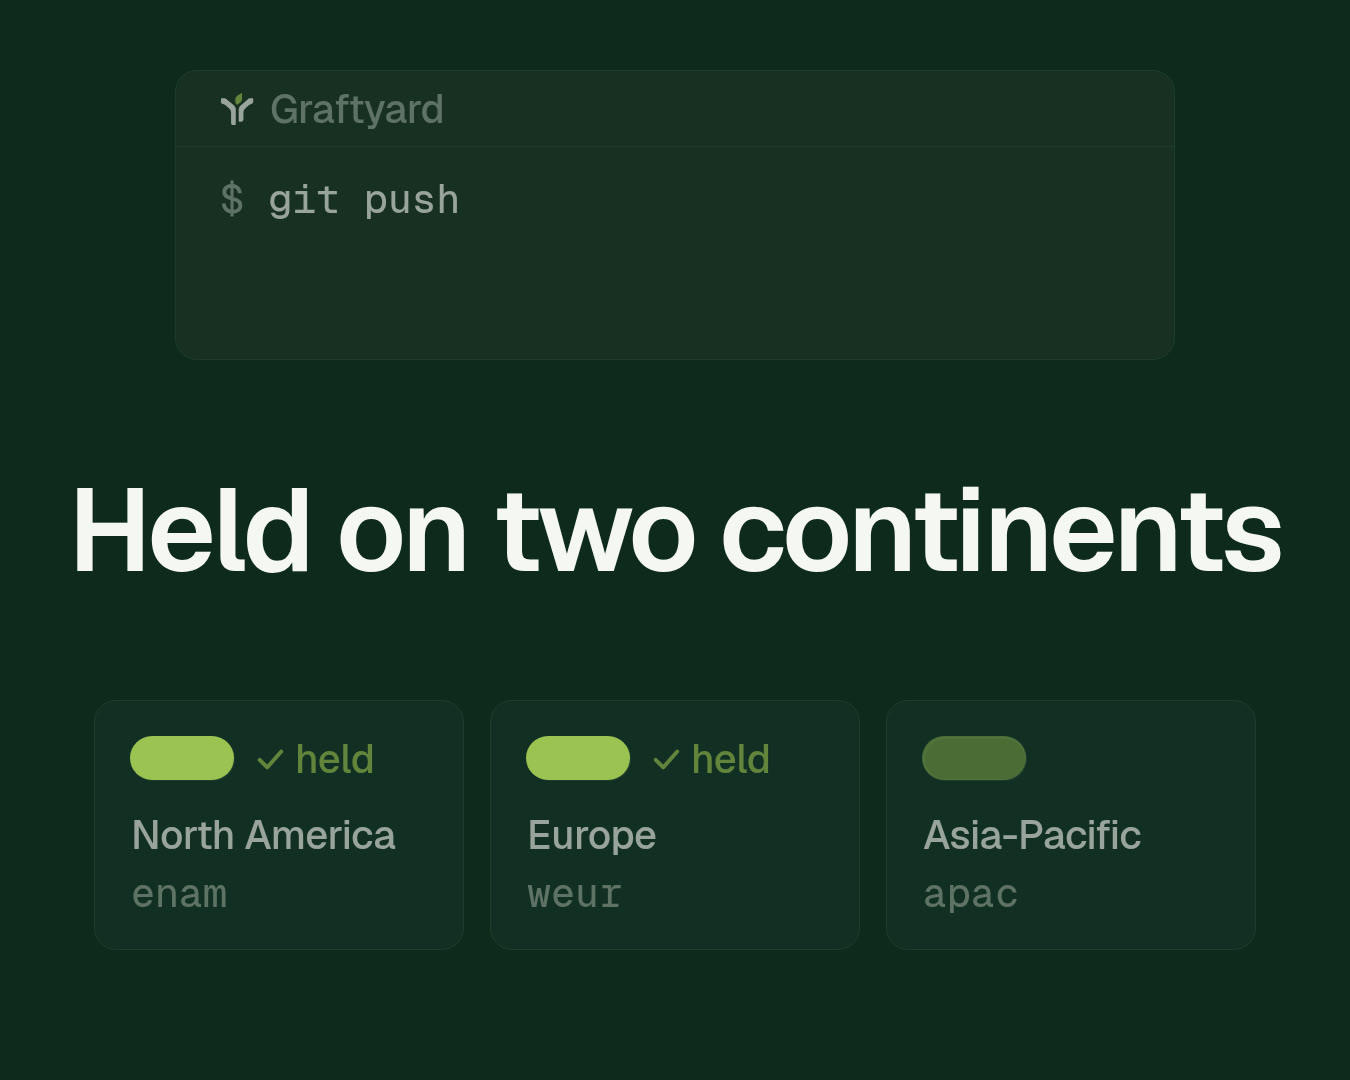 Graftyard
$ git push
Held on two continents
✓ held
North America
enam
✓ held
Europe
weur
Asia-Pacific
apac